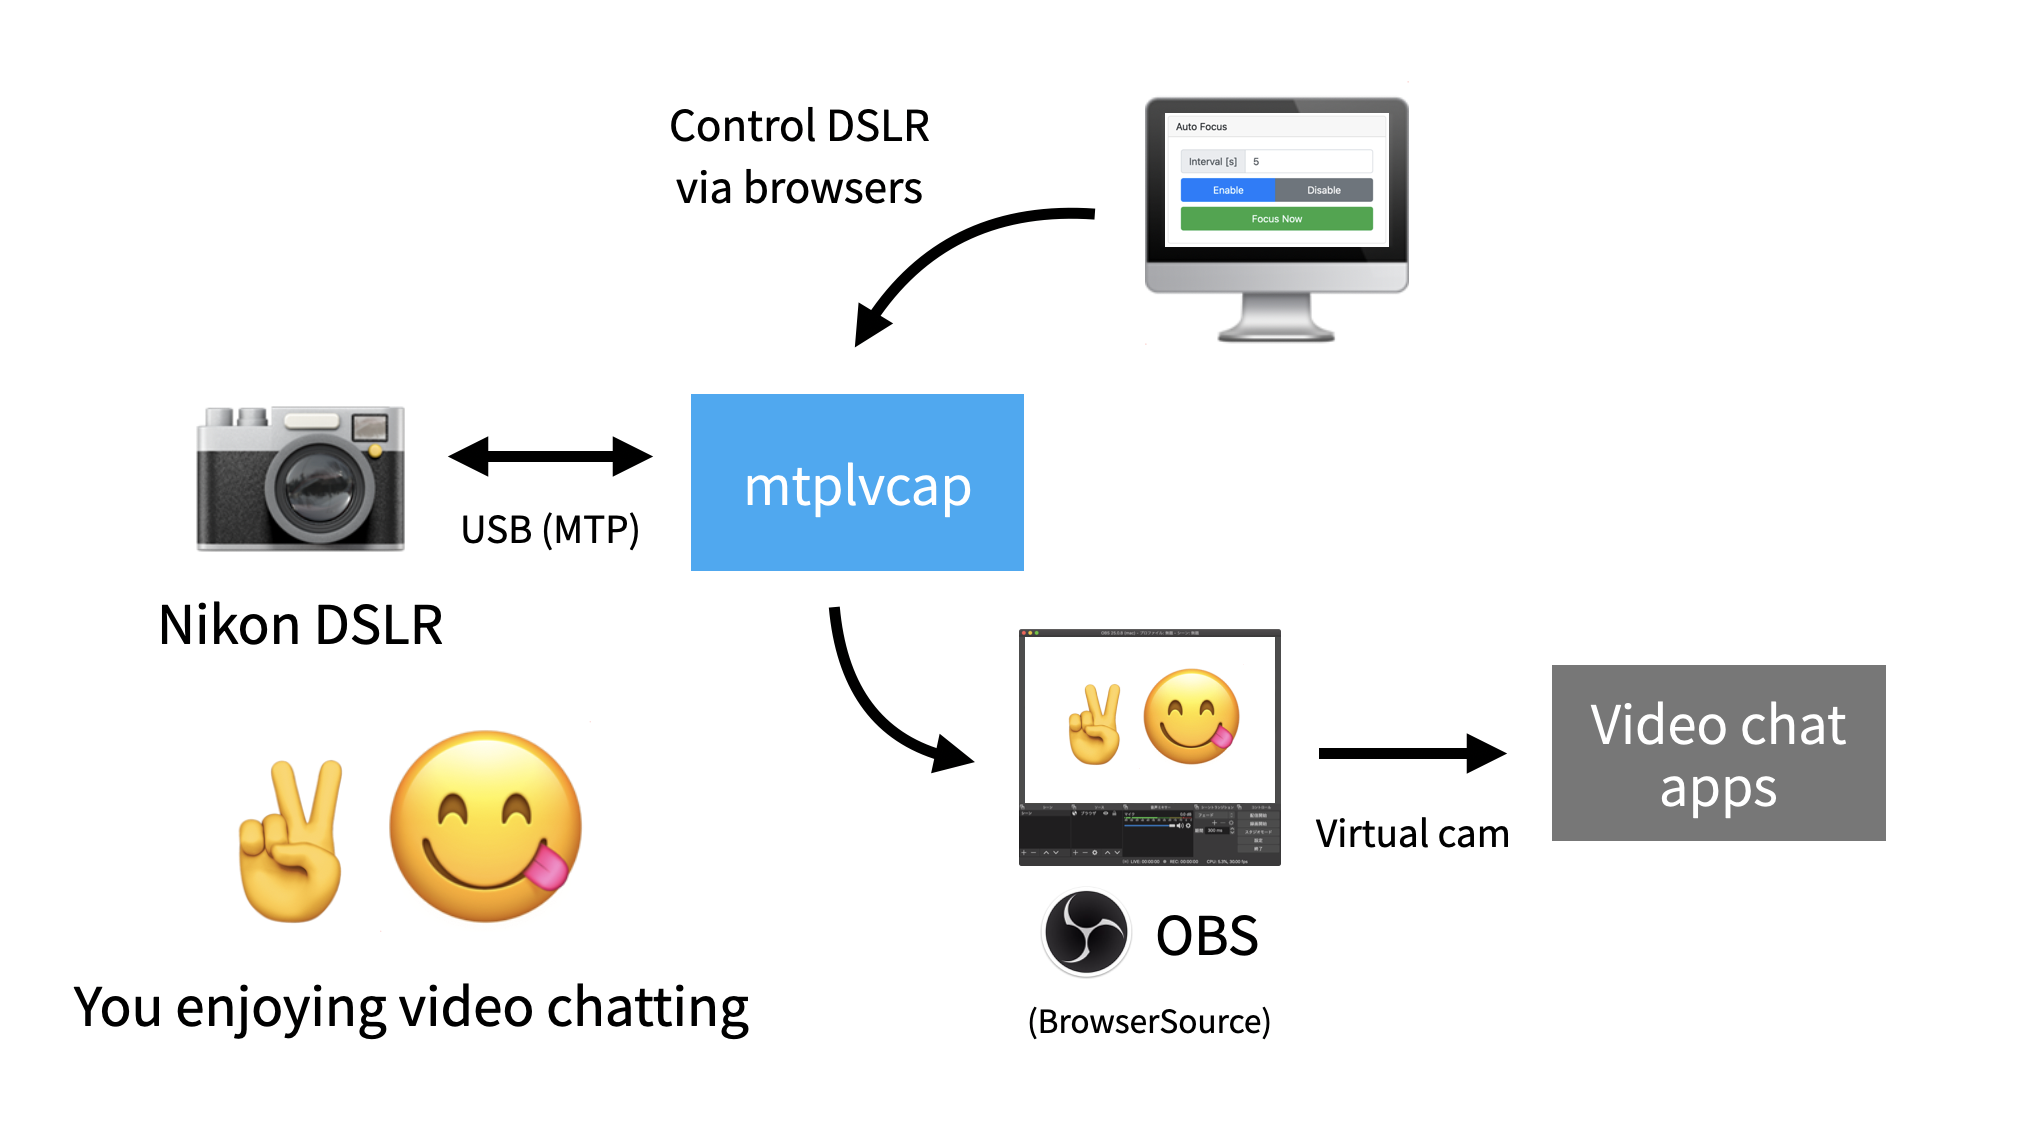 Control DSLR
via browsers
Auto Focus
Interval [s] 5
Enable Disable
Focus Now
mtplvcap
USB (MTP)
Nikon DSLR
Video chat
apps
Virtual cam
OBS
(BrowserSource)
You enjoying video chatting